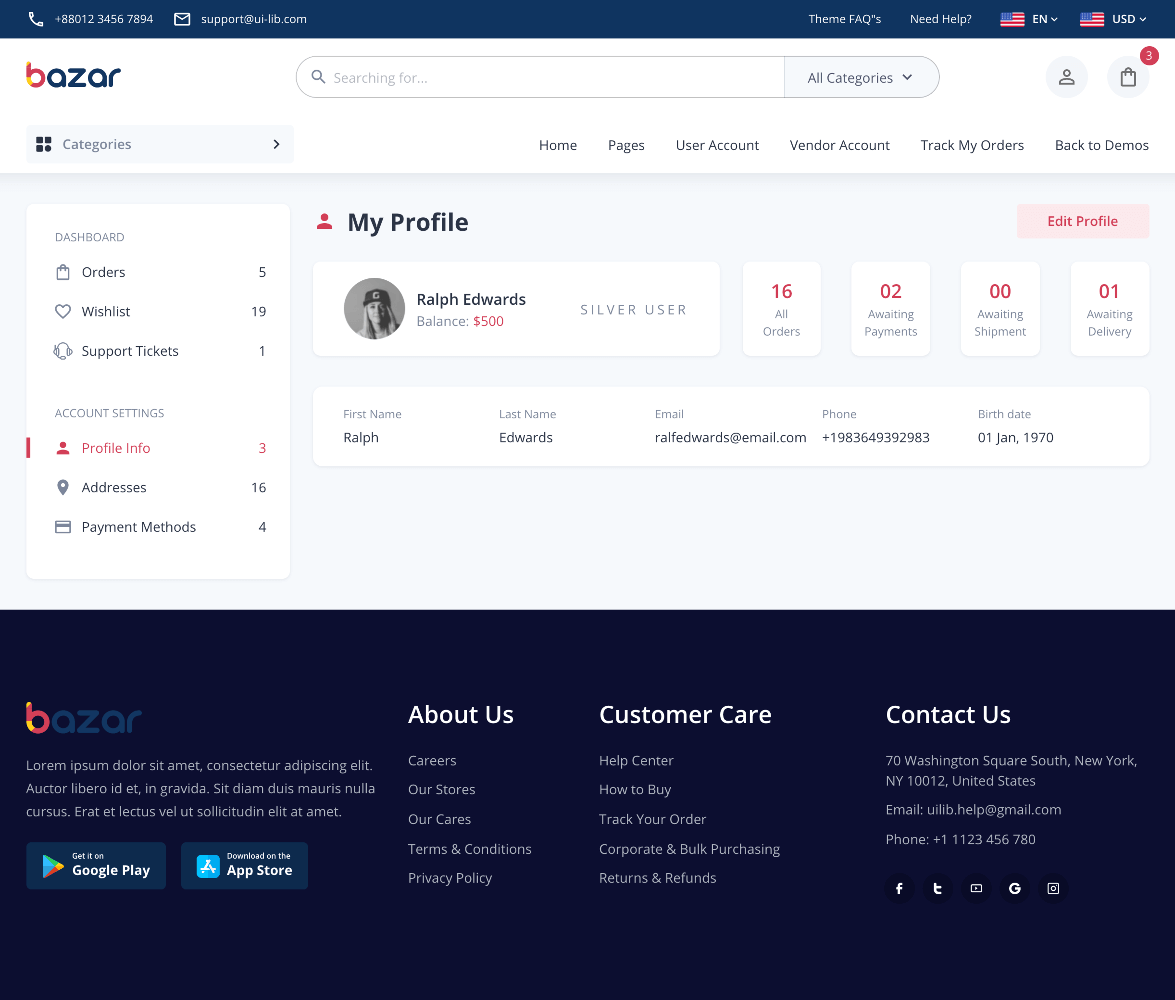 +88012 3456 7894
support@ui-lib.com
Theme FAQ"s
Need Help?
EN
USD
bazar
Searching for...
All Categories
3
Categories
Home
Pages
User Account
Vendor Account
Track My Orders
Back to Demos
DASHBOARD
Orders 5
Wishlist 19
Support Tickets 1
ACCOUNT SETTINGS
Profile Info 3
Addresses 16
Payment Methods 4
My Profile
Edit Profile
Ralph Edwards
Balance: $500
SILVER USER
16
All
Orders
02
Awaiting
Payments
00
Awaiting
Shipment
01
Awaiting
Delivery
First Name
Ralph
Last Name
Edwards
Email
ralfedwards@email.com
Phone
+1983649392983
Birth date
01 Jan, 1970
bazar
Lorem ipsum dolor sit amet, consectetur adipiscing elit.
Auctor libero id et, in gravida. Sit diam duis mauris nulla
cursus. Erat et lectus vel ut sollicitudin elit at amet.
Get it on
Google Play
Download on the
App Store
About Us
Careers
Our Stores
Our Cares
Terms & Conditions
Privacy Policy
Customer Care
Help Center
How to Buy
Track Your Order
Corporate & Bulk Purchasing
Returns & Refunds
Contact Us
70 Washington Square South, New York,
NY 10012, United States
Email: uilib.help@gmail.com
Phone: +1 1123 456 780